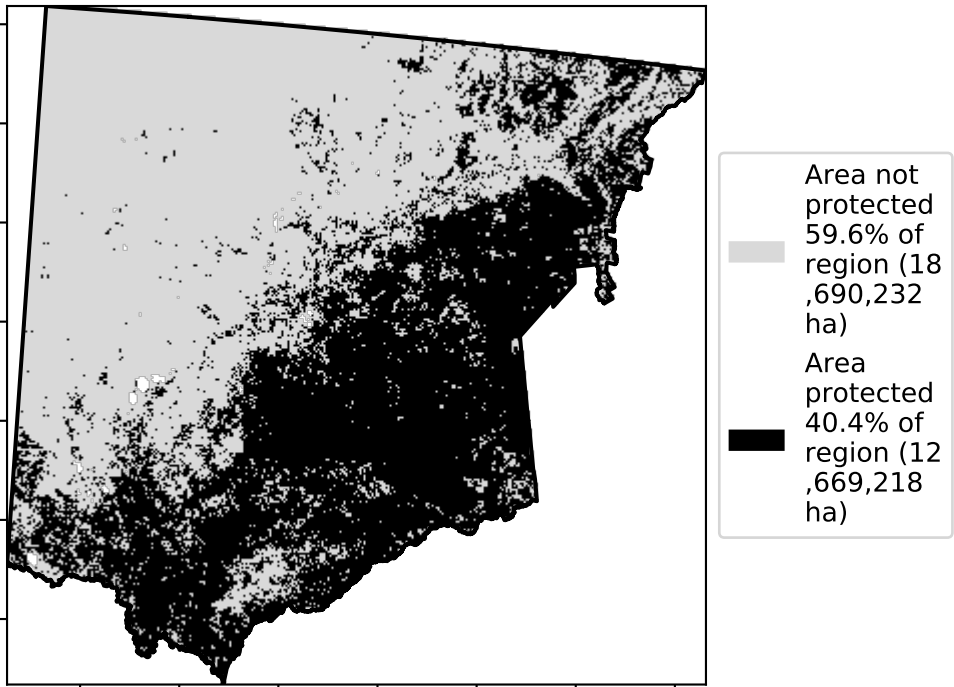 Area not
protected
59.6% of
region (18
,690,232
ha)
Area
protected
40.4% of
region (12
,669,218
ha)